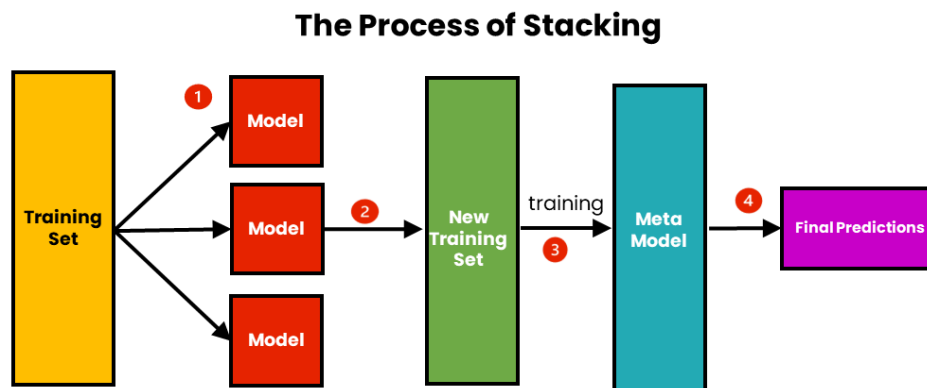 The Process of Stacking
1
Model
Training
Set
Model
2
New
Training
Set
training
3
Meta
Model
4
Final Predictions
Model